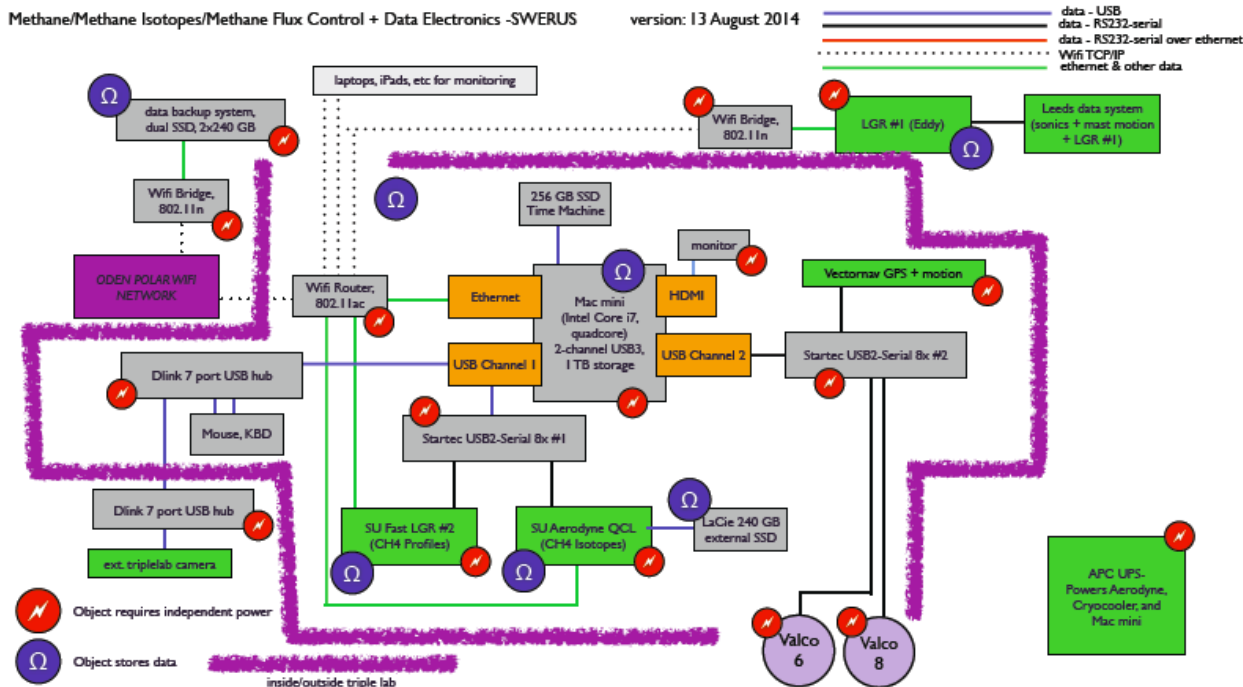 Methane/Methane Isotopes/Methane Flux Control + Data Electronics -SWERUS
version: 13 August 2014
data - USB
data - RS232-serial
data - RS232-serial over ethernet
Wifi TCP/IP
ethernet & other data
laptops, iPads, etc for monitoring
Ω
data backup system,
dual SSD, 2x240 GB
Wifi Bridge,
802.11n
LGR #1 (Eddy)
Ω
Leeds data system
(sonics + mast motion
+ LGR #1)
Wifi Bridge,
802.11n
Ω
256 GB SSD
Time Machine
monitor
ODEN POLAR WIFI
NETWORK
Wifi Router,
802.11ac
Ethernet
Ω
Mac mini
(Intel Core i7,
quadcore)
2-channel USB3,
1 TB storage
HDMI
Vectornav GPS + motion
USB Channel 1
USB Channel 2
Startec USB2-Serial 8x #2
Dlink 7 port USB hub
Mouse, KBD
Startec USB2-Serial 8x #1
Dlink 7 port USB hub
ext. triplelab camera
SU Fast LGR #2
(CH4 Profiles)
Ω
SU Aerodyne QCL
(CH4 Isotopes)
Ω
Ω
LaCie 240 GB
external SSD
APC UPS-
Powers Aerodyne,
Cryocooler, and
Mac mini
Object requires independent power
Valco
6
Valco
8
Ω
Object stores data
inside/outside triple lab